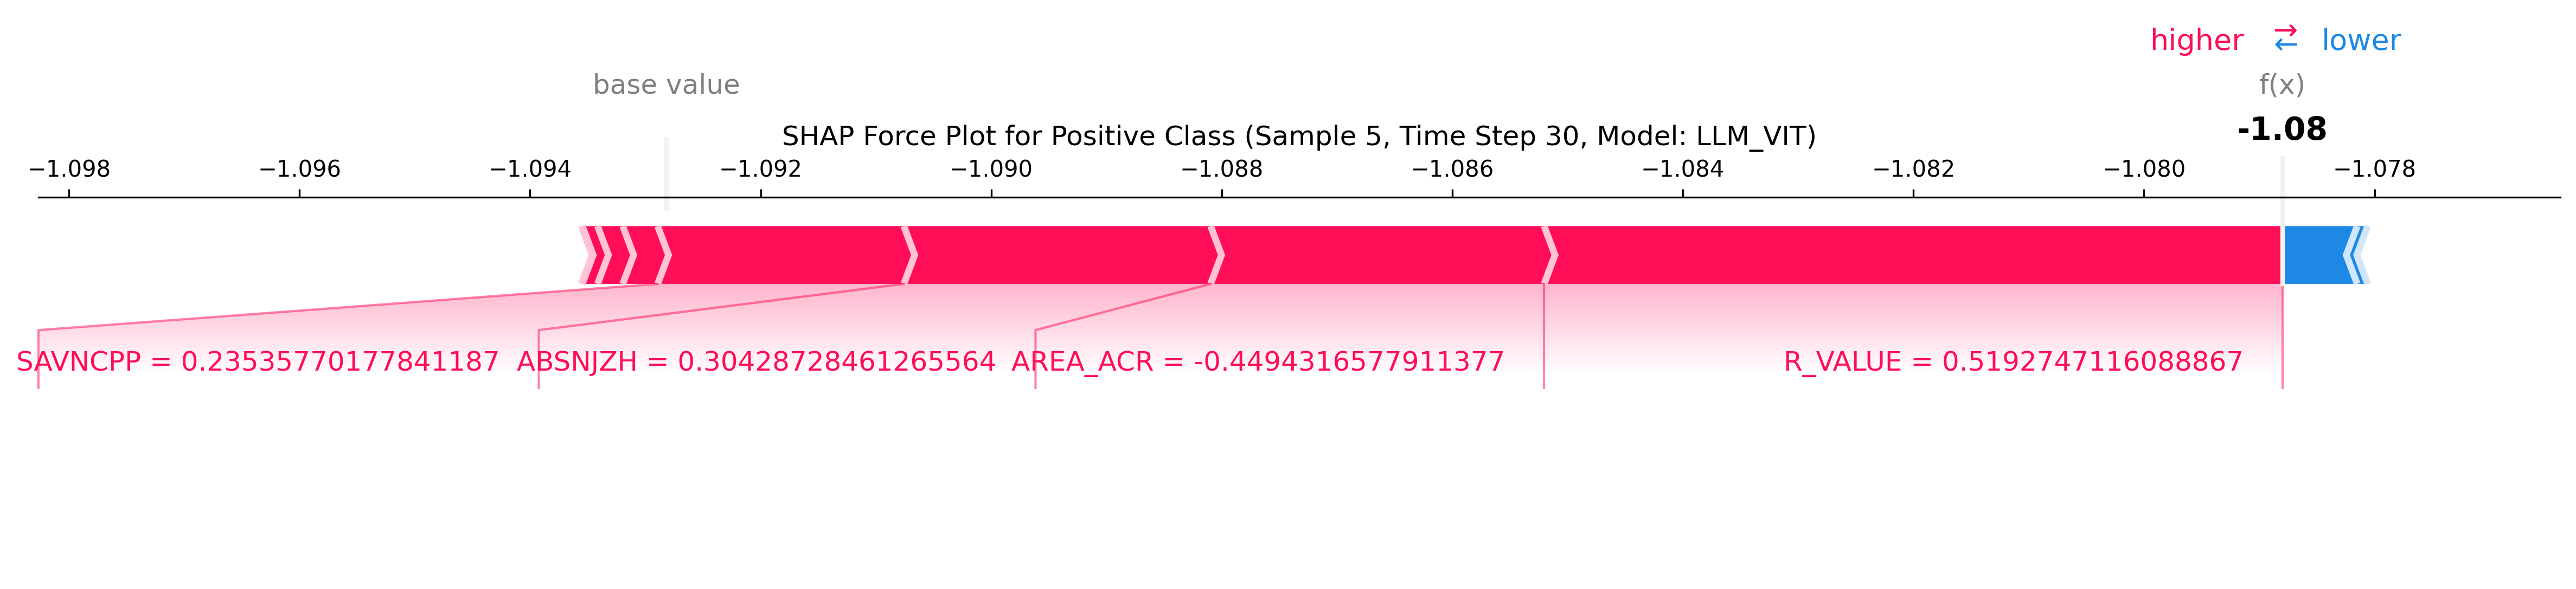 higher ⇄ lower
base value f(x)
SHAP Force Plot for Positive Class (Sample 5, Time Step 30, Model: LLM_VIT) -1.08
−1.098 −1.096 −1.094 −1.092 −1.090 −1.088 −1.086 −1.084 −1.082 −1.080 −1.078
SAVNCPP = 0.23535770177841187 ABSNJZH = 0.30428728461265564 AREA_ACR = -0.4494316577911377 R_VALUE = 0.5192747116088867